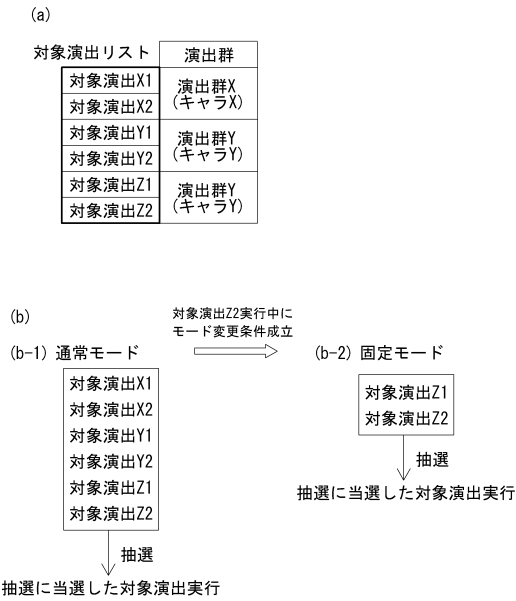 (a)
対象演出リスト 演出群
対象演出X1
対象演出X2
演出群X
(キャラX)
対象演出Y1
対象演出Y2
演出群Y
(キャラY)
対象演出Z1
対象演出Z2
演出群Y
(キャラY)
(b)
対象演出Z2実行中に
モード変更条件成立
(b-1) 通常モード
対象演出X1
対象演出X2
対象演出Y1
対象演出Y2
対象演出Z1
対象演出Z2
抽選
抽選に当選した対象演出実行
(b-2) 固定モード
対象演出Z1
対象演出Z2
抽選
抽選に当選した対象演出実行